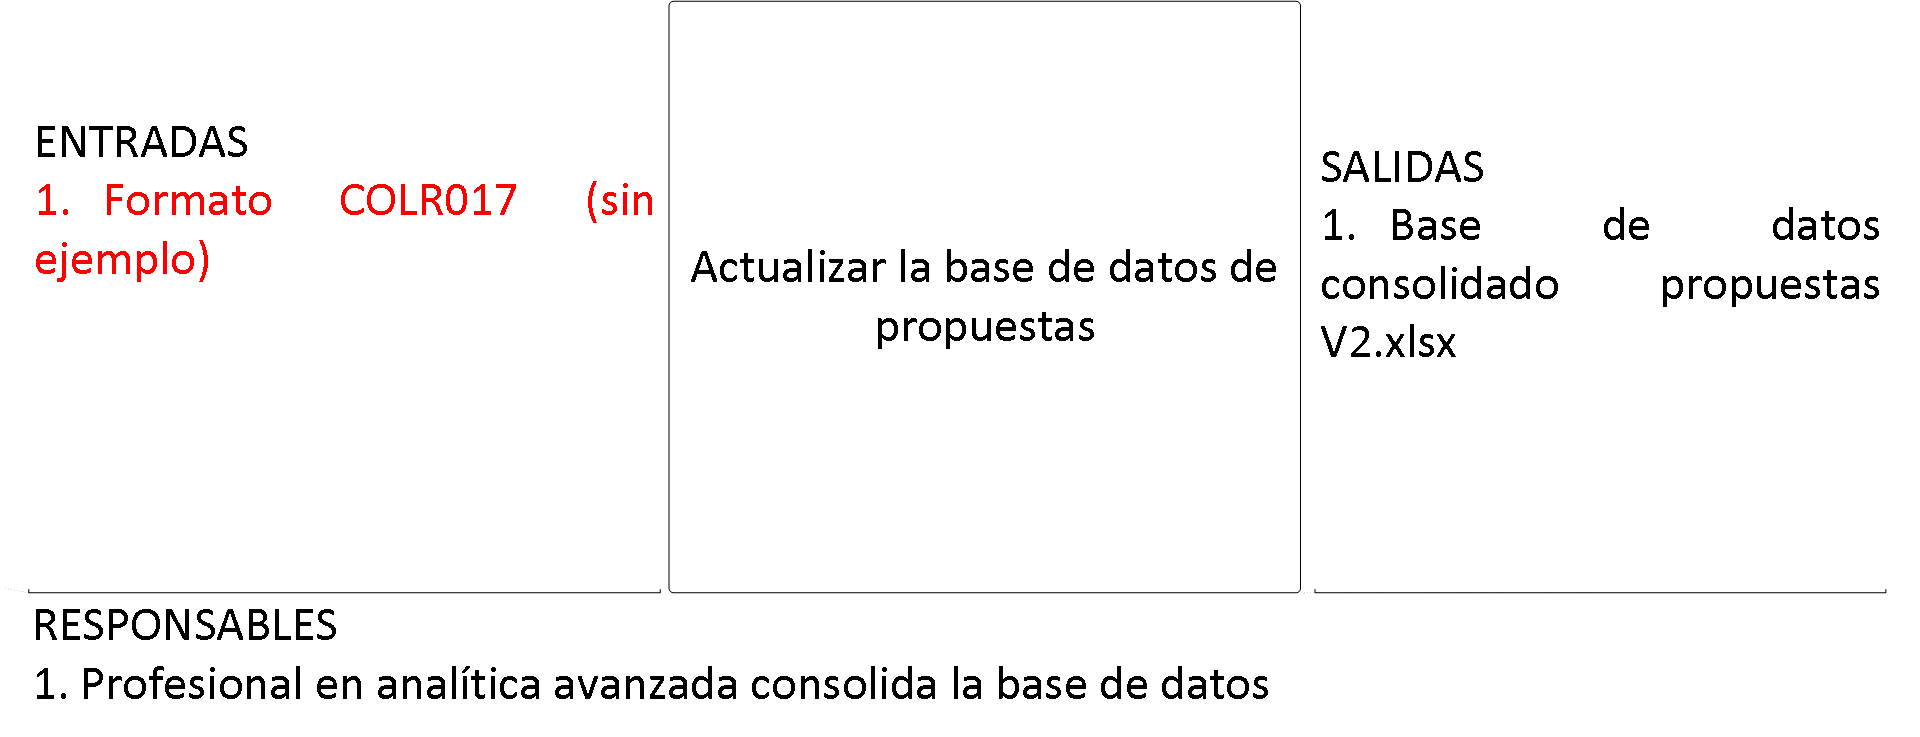 ENTRADAS
1. Formato COLR017 (sin
ejemplo)
Actualizar la base de datos de
propuestas
SALIDAS
1. Base de datos
consolidado propuestas
V2.xlsx
RESPONSABLES
1. Profesional en analítica avanzada consolida la base de datos